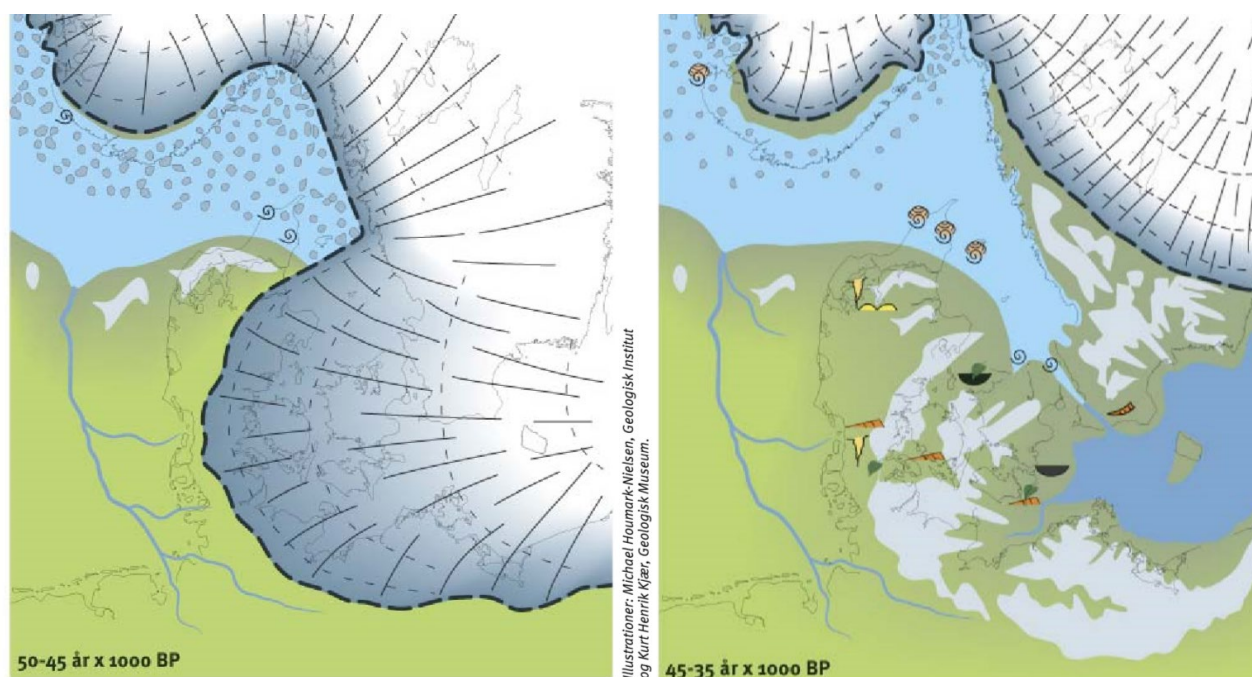 50-45 år x 1000 BP
Illustrationer: Michael Houmark-Nielsen, Geologisk Institut
og Kurt Henrik Kjær, Geologisk Museum.
45-35 år x 1000 BP